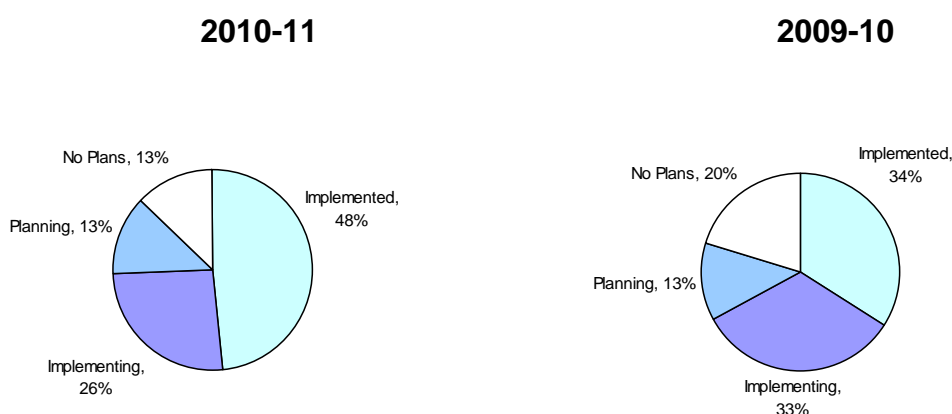 2010-11
2009-10
No Plans, 13%
Implemented,
48%
Planning, 13%
Implementing,
26%
Implemented,
34%
No Plans, 20%
Planning, 13%
Implementing,
33%